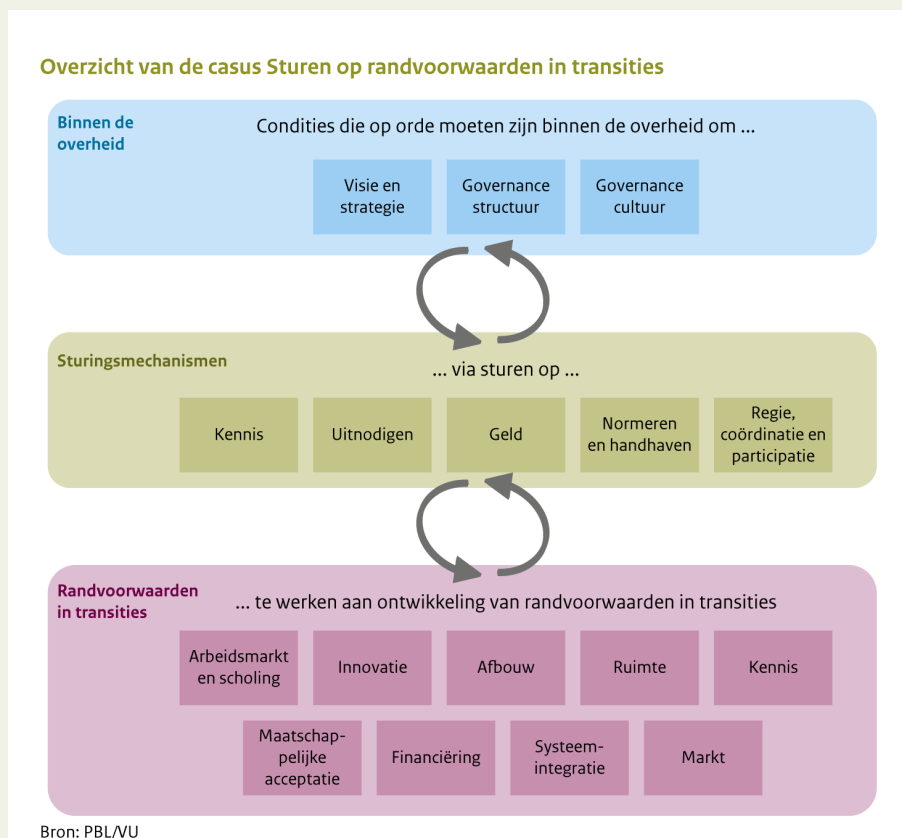 Overzicht van de casus Sturen op randvoorwaarden in transities
Binnen de
overheid
Condities die op orde moeten zijn binnen de overheid om ...
Visie en
strategie
Governance
structuur
Governance
cultuur
Sturingsmechanismen
... via sturen op ...
Kennis
Uitnodigen
Geld
Normeren
en handhaven
Regie,
coördinatie en
participatie
Randvoorwaarden
in transities
... te werken aan ontwikkeling van randvoorwaarden in transities
Arbeidsmarkt
en scholing
Innovatie
Afbouw
Ruimte
Kennis
Maatschap-
pelijke
acceptatie
Financiëring
Systeem-
integratie
Markt
Bron: PBL/VU